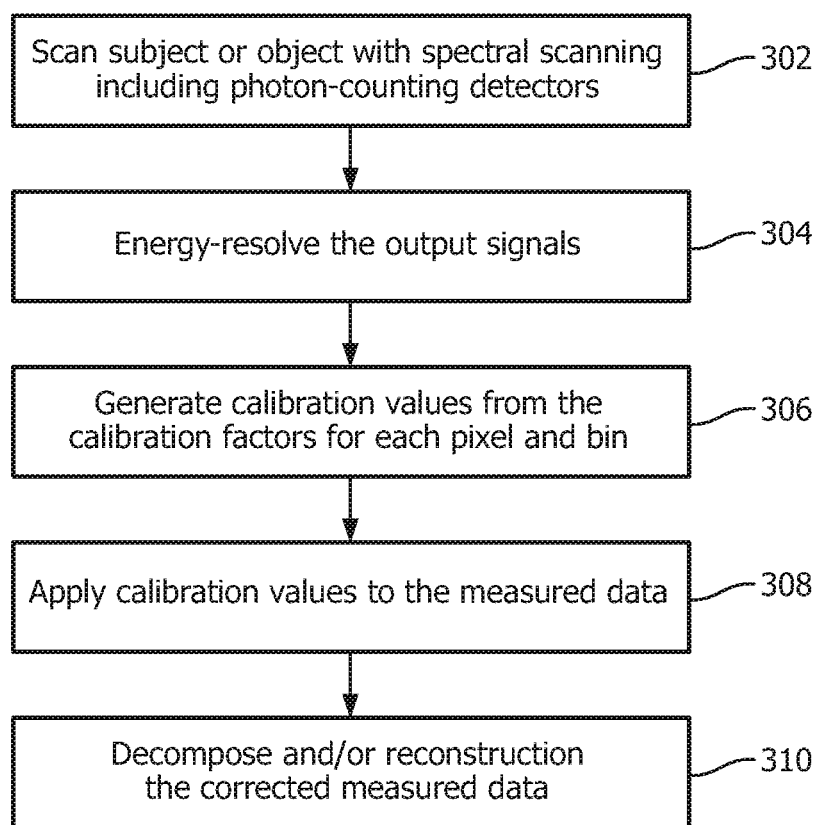 Scan subject or object with spectral scanning
including photon-counting detectors
302
Energy-resolve the output signals
304
Generate calibration values from the
calibration factors for each pixel and bin
306
Apply calibration values to the measured data
308
Decompose and/or reconstruction
the corrected measured data
310